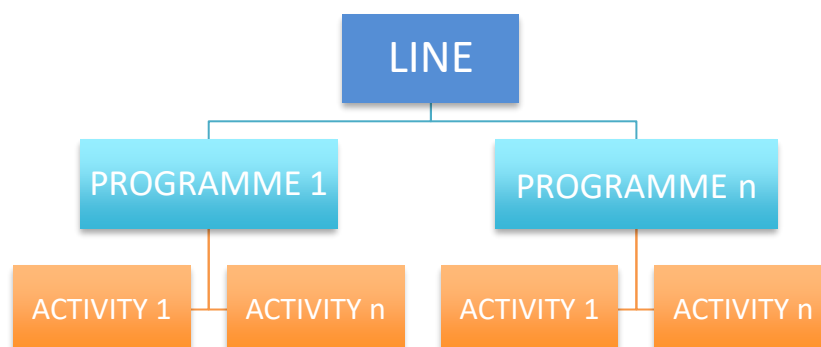 LINE
PROGRAMME 1
PROGRAMME n
ACTIVITY 1
ACTIVITY n
ACTIVITY 1
ACTIVITY n